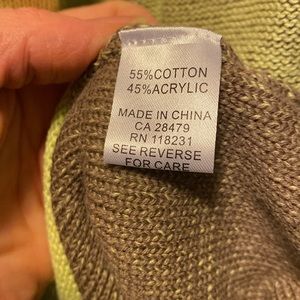 55%COTTON
45%ACRYLIC
MADE IN CHINA
CA 28479
RN 118231
SEE REVERSE
FOR CARE